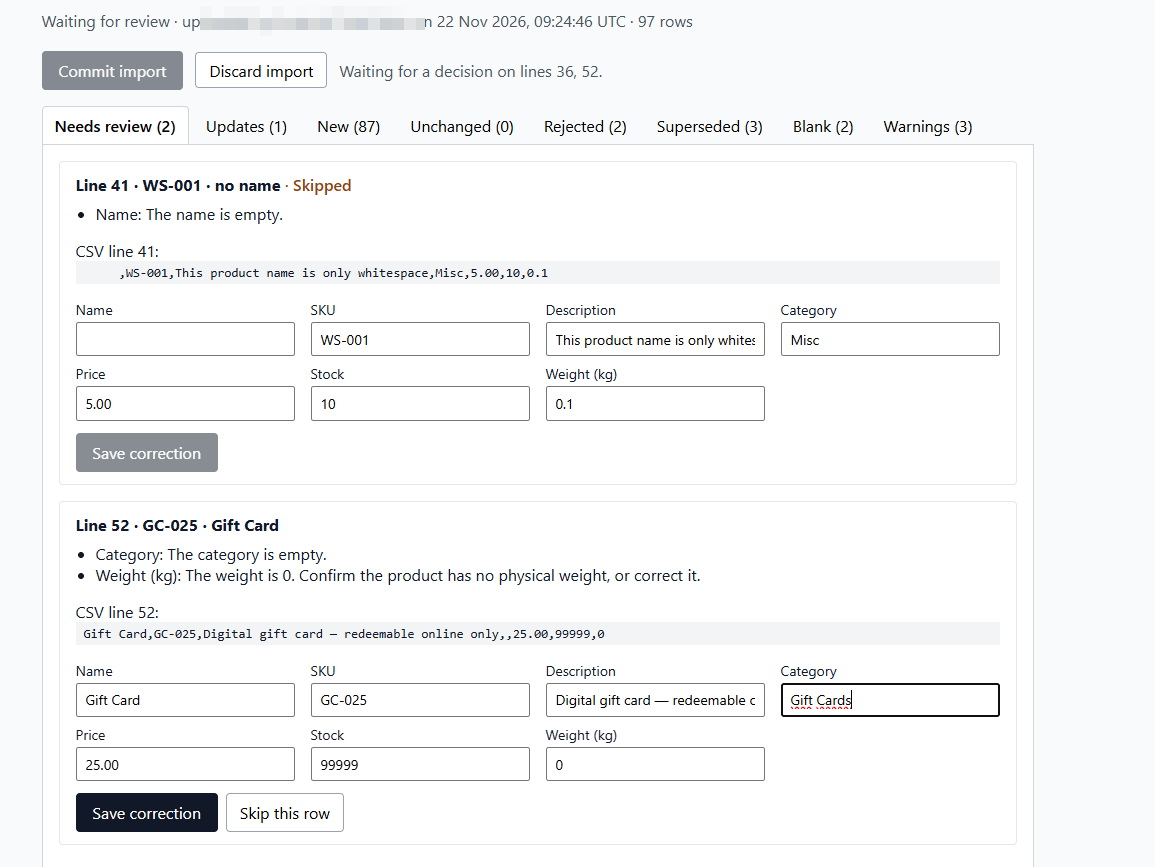 Waiting for review · up n 22 Nov 2026, 09:24:46 UTC · 97 rows
Commit import Discard import Waiting for a decision on lines 36, 52.
Needs review (2) Updates (1) New (87) Unchanged (0) Rejected (2) Superseded (3) Blank (2) Warnings (3)
Line 41 · WS-001 · no name · Skipped
• Name: The name is empty.
CSV line 41:
,WS-001,This product name is only whitespace,Misc,5.00,10,0.1
Name SKU Description Category
WS-001 This product name is only whites Misc
Price Stock Weight (kg)
5.00 10 0.1
Save correction
Line 52 · GC-025 · Gift Card
• Category: The category is empty.
• Weight (kg): The weight is 0. Confirm the product has no physical weight, or correct it.
CSV line 52:
Gift Card,GC-025,Digital gift card — redeemable online only,,25.00,99999,0
Name SKU Description Category
Gift Card GC-025 Digital gift card — redeemable o Gift Cards
Price Stock Weight (kg)
25.00 99999 0
Save correction Skip this row